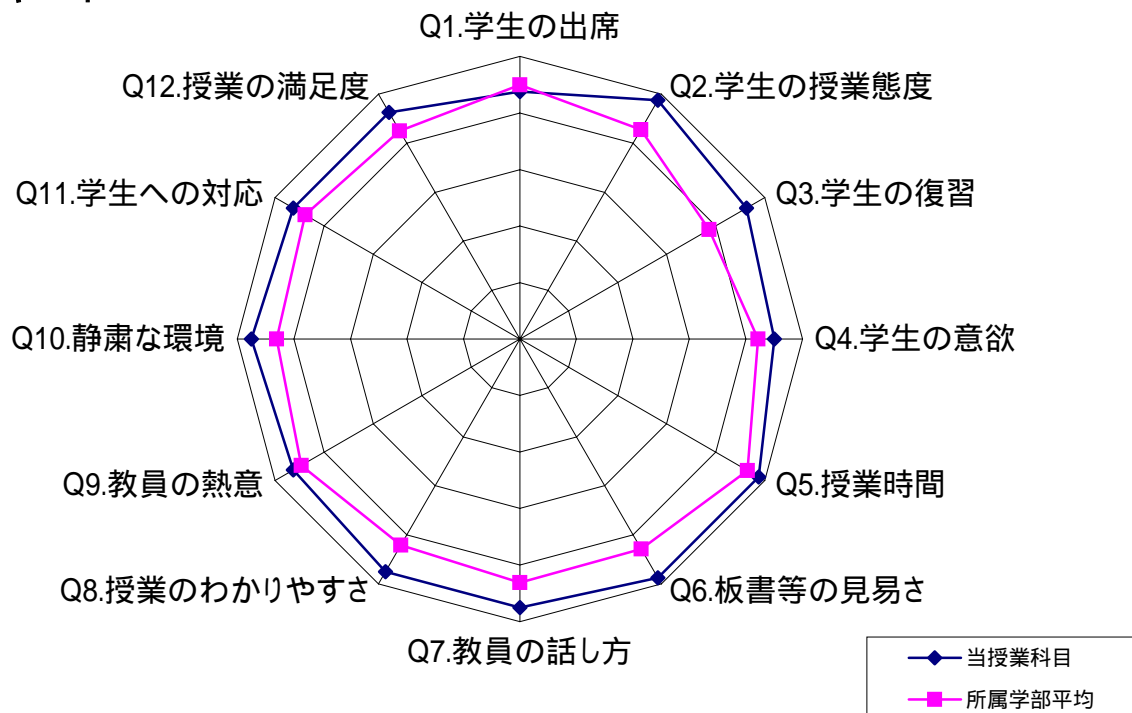 Q1.学生の出席
Q2.学生の授業態度
Q3.学生の復習
Q4.学生の意欲
Q5.授業時間
Q6.板書等の見易さ
Q7.教員の話し方
Q8.授業のわかりやすさ
Q9.教員の熱意
Q10.静粛な環境
Q11.学生への対応
Q12.授業の満足度
当授業科目
所属学部平均